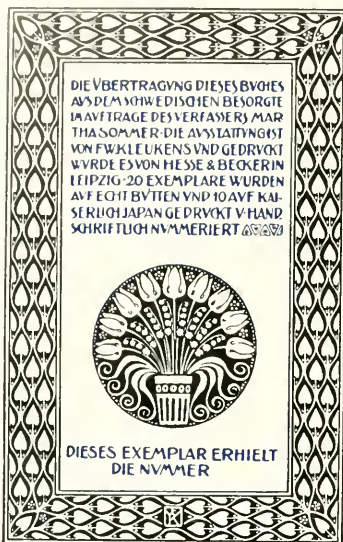 DIE VBERTRAGVNG DIESES BVCHES
AVS DEM SCHWEDISCHEN BESORGTE
IM AVFTRAGE DES VERFASSERS MAR
THA SOMMER · DIE AVSSTATTVNG IST
VON F.W. KLEUKENS VND GEDRVCKT
WVRDE ES VON HESSE & BECKER IN
LEIPZIG · 20 EXEMPLARE WURDEN
AVF ECHT BVTTEN VND 10 AVF KAI-
SERLICH JAPAN GEDRVCKT V · HAND
SCHRIFTLICH NVMMERIERT
DIESES EXEMPLAR ERHIELT
DIE NVMMER